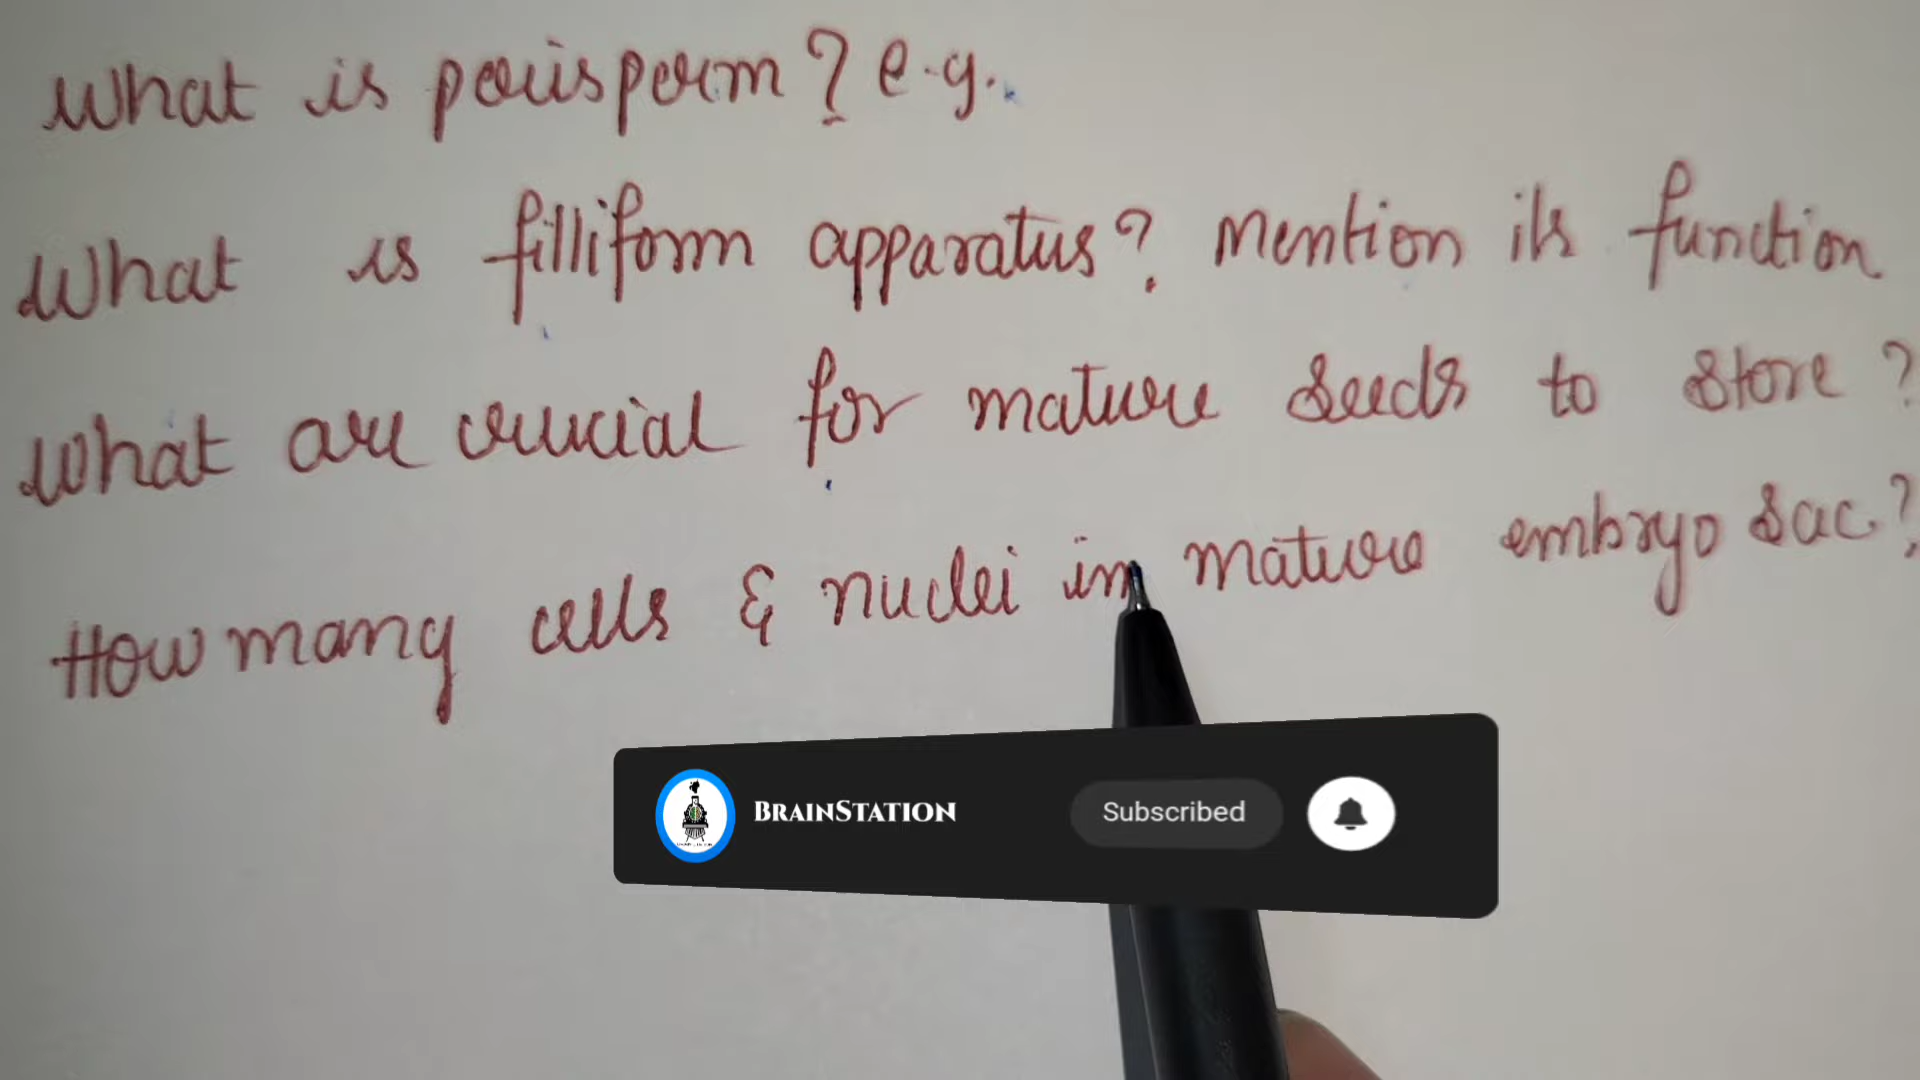 What is perisperm? e.g.
What is filliform apparatus? Mention its function
What are crucial for mature seeds to store?
How many cells & nuclei in mature embryo sac?
BRAINSTATION
Subscribed